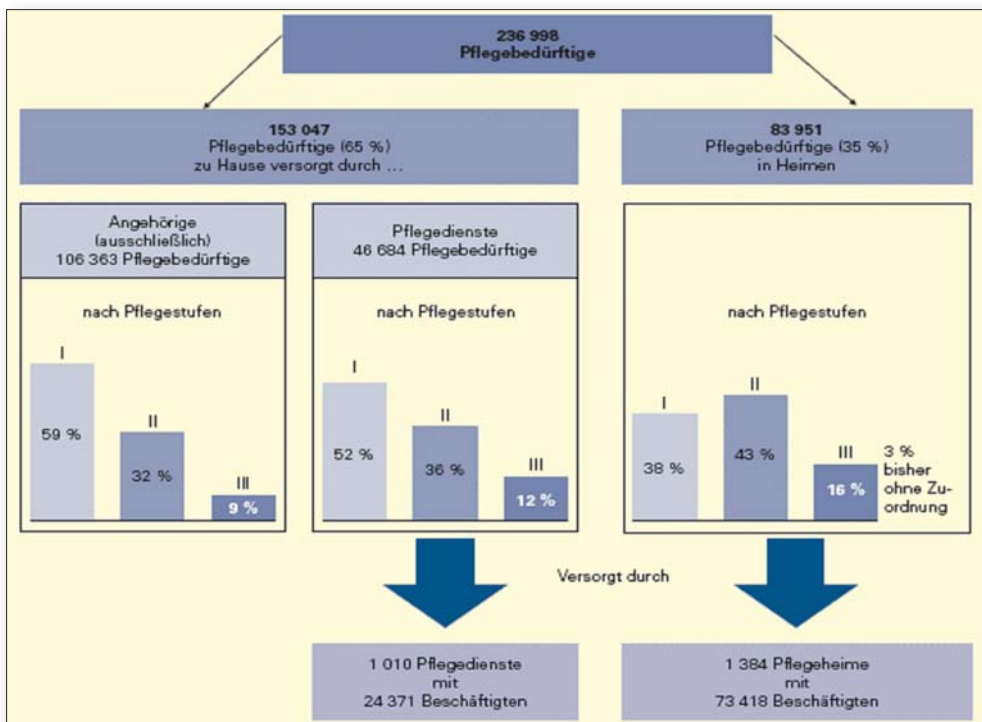 236 998
Pflegebedürftige
153 047
Pflegebedürftige (65 %)
zu Hause versorgt durch ...
83 951
Pflegebedürftige (35 %)
in Heimen
Angehörige
(ausschließlich)
106 363 Pflegebedürftige
nach Pflegestufen
I
59 %
II
32 %
III
9 %
Pflegedienste
46 684 Pflegebedürftige
nach Pflegestufen
I
52 %
II
36 %
III
12 %
nach Pflegestufen
I
38 %
II
43 %
III
16 %
3 %
bisher
ohne Zu-
ordnung
Versorgt durch
1 010 Pflegedienste
mit
24 371 Beschäftigten
1 384 Pflegeheime
mit
73 418 Beschäftigten